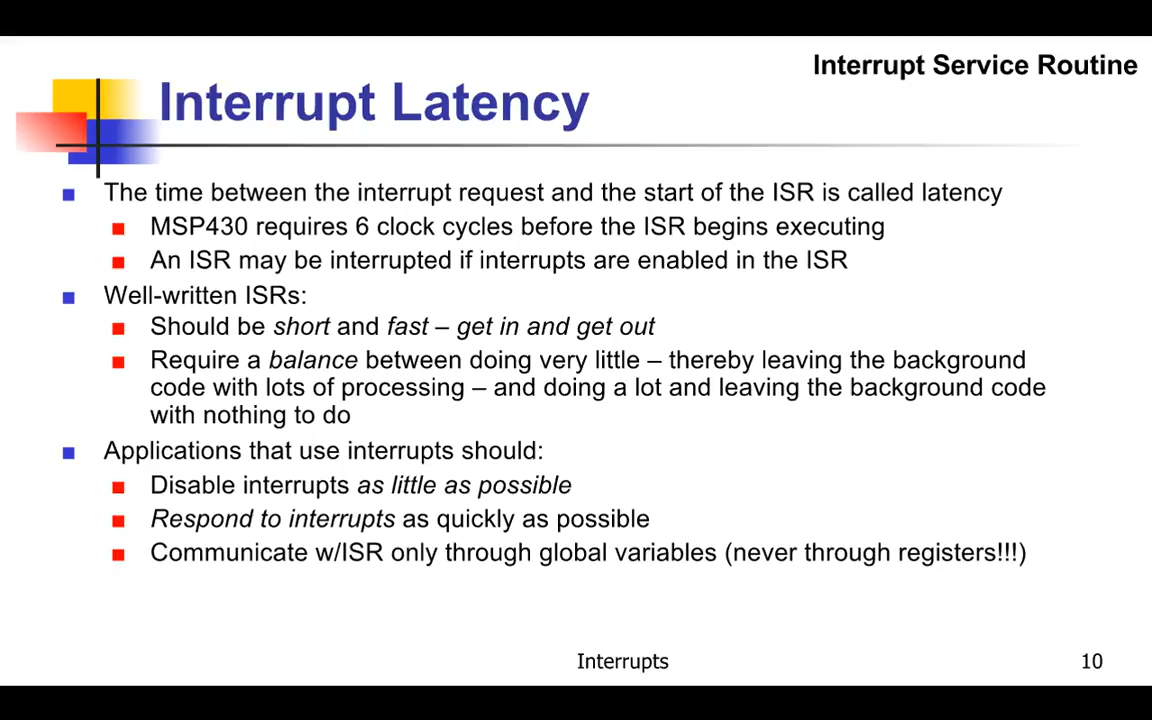 Interrupt Service Routine
Interrupt Latency
The time between the interrupt request and the start of the ISR is called latency
MSP430 requires 6 clock cycles before the ISR begins executing
An ISR may be interrupted if interrupts are enabled in the ISR
Well-written ISRs:
Should be short and fast – get in and get out
Require a balance between doing very little – thereby leaving the background
code with lots of processing – and doing a lot and leaving the background code
with nothing to do
Applications that use interrupts should:
Disable interrupts as little as possible
Respond to interrupts as quickly as possible
Communicate w/ISR only through global variables (never through registers!!!)
Interrupts
10